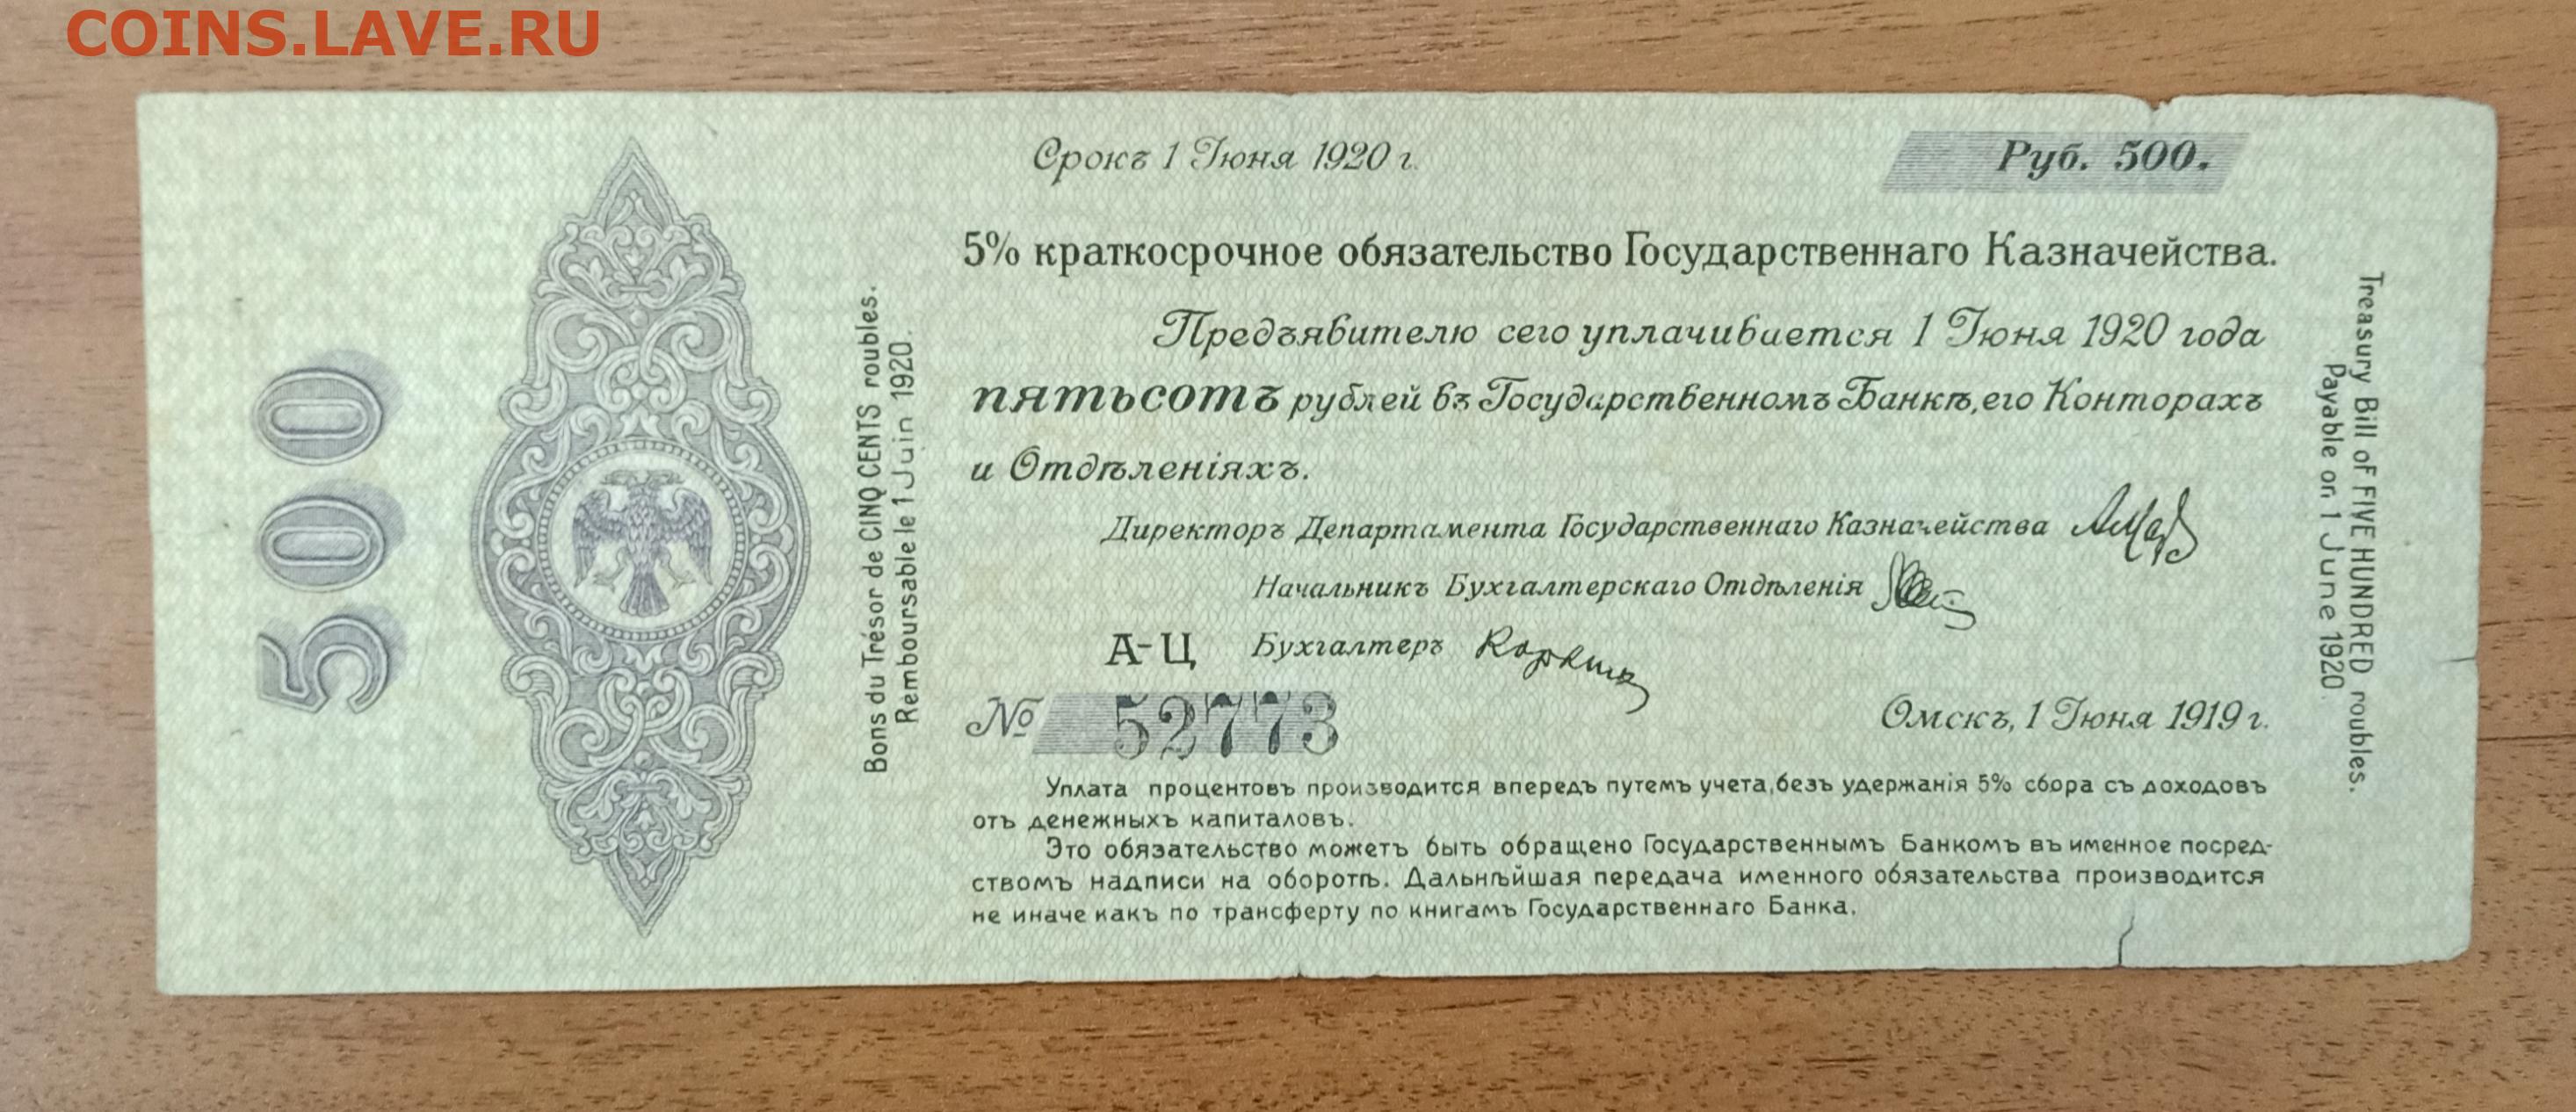 COINS.LAVE.RU
Срокъ 1 Іюня 1920 г.
Руб. 500.
500
5% краткосрочное обязательство Государственнаго Казначейства.
Предъявителю сего уплачивается 1 Іюня 1920 года
пятьсотъ рублей въ Государственномъ Банкѣ, его Конторахъ
и Отдѣленіяхъ.
Директоръ Департамента Государственнаго Казначейства
Начальникъ Бухгалтерскаго Отдѣленія
А-Ц Бухгалтеръ
№ 52773
Омскъ, 1 Іюня 1919 г.
Уплата процентовъ производится впередъ путемъ учета, безъ удержанія 5% сбора съ доходовъ
отъ денежныхъ капиталовъ.
Это обязательство можетъ быть обращено Государственнымъ Банкомъ въ именное посред-
ствомъ надписи на оборотѣ. Дальнѣйшая передача именного обязательства производится
не иначе какъ по трансферту по книгамъ Государственнаго Банка.
Bons du Trésor de CINQ CENTS roubles.
Remboursable le 1 Juin 1920.
Treasury Bill of FIVE HUNDRED roubles.
Payable on 1 June 1920